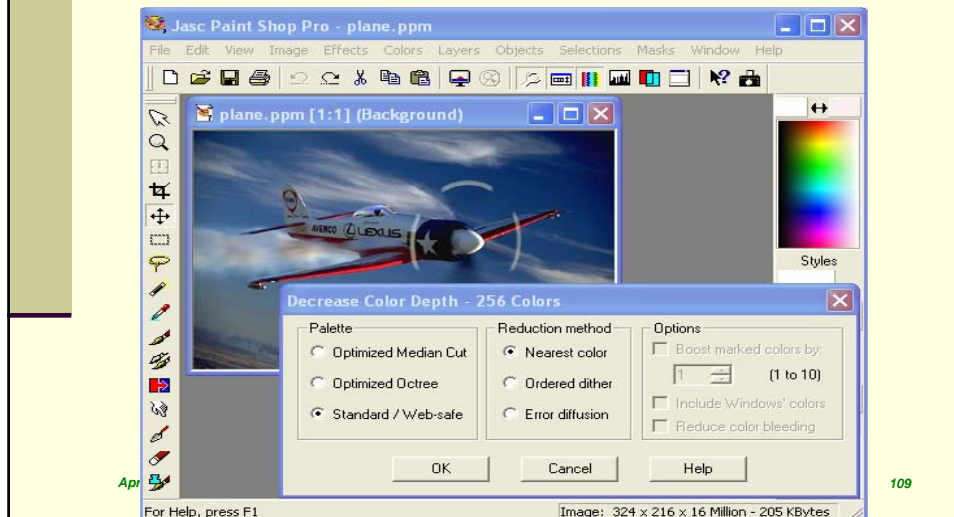 Jasc Paint Shop Pro - plane.ppm
File Edit View Image Effects Colors Layers Objects Selections Masks Window Help
plane.ppm [1:1] (Background)
AVEMCO LEXUS
Styles
Decrease Color Depth - 256 Colors
Palette
Optimized Median Cut
Optimized Octree
Standard / Web-safe
Reduction method
Nearest color
Ordered dither
Error diffusion
Options
Boost marked colors by:
1 (1 to 10)
Include Windows' colors
Reduce color bleeding
OK Cancel Help
Apr
109
For Help, press F1
Image: 324 x 216 x 16 Million - 205 KBytes